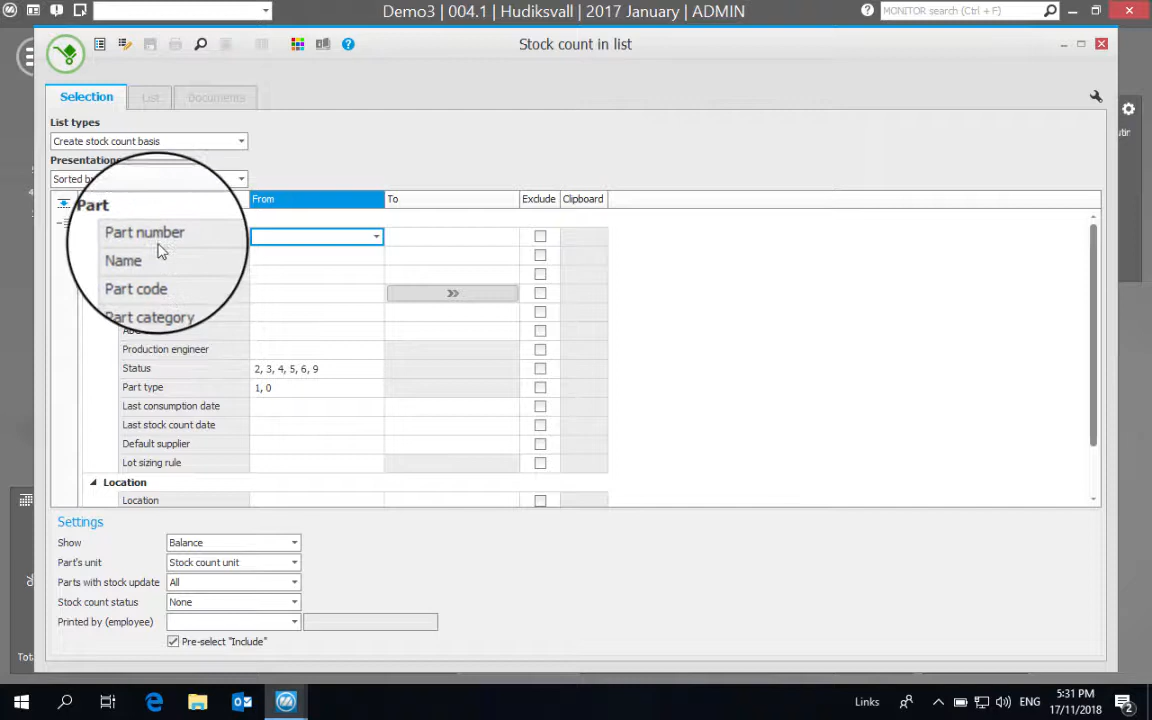 Demo3 | 004.1 | Hudiksvall | 2017 January | ADMIN
MONITOR search (Ctrl + F)
Stock count in list
Selection
List
Documents
List types
Create stock count basis
Presentation
Sorted by
From
To
Exclude
Clipboard
Part
Part number
Name
Part code
Part category
Production engineer
Status
2, 3, 4, 5, 6, 9
Part type
1, 0
Last consumption date
Last stock count date
Default supplier
Lot sizing rule
Location
Location
Settings
Show
Balance
Part's unit
Stock count unit
Parts with stock update
All
Stock count status
None
Printed by (employee)
Pre-select "Include"
Links
ENG
5:31 PM
17/11/2018
2